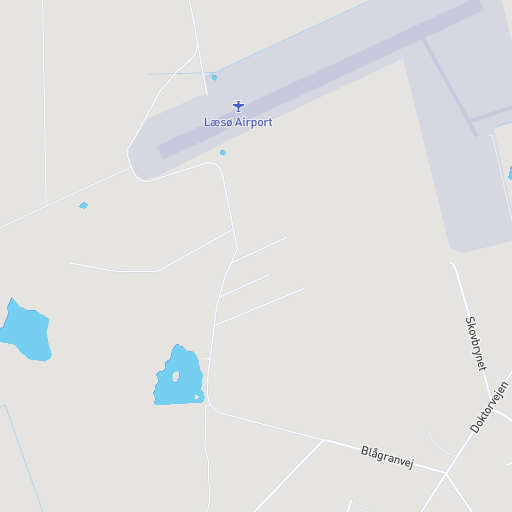 Læsø Airport
Skovbrynet
Doktorvejen
Blågranvej